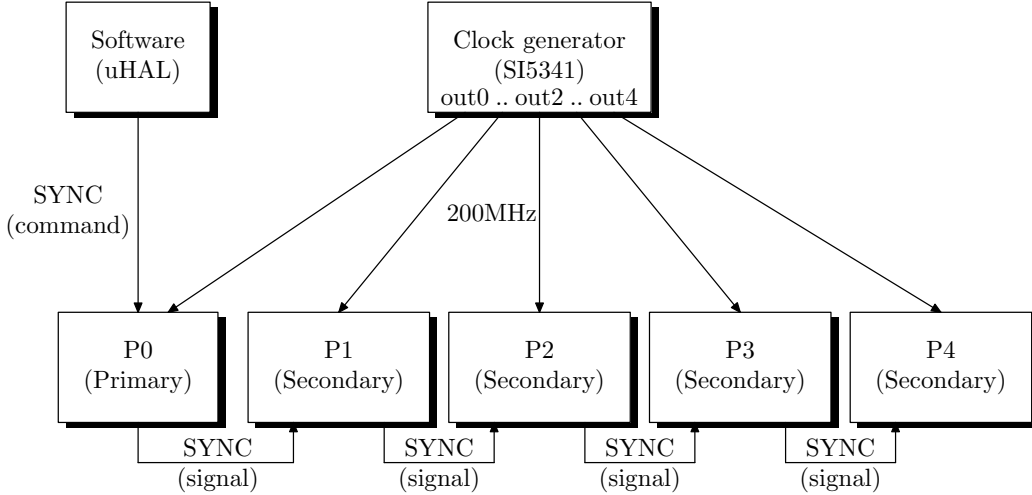 Software
(uHAL)
Clock generator
(SI5341)
out0 .. out2 .. out4
SYNC
(command)
200MHz
P0
(Primary)
P1
(Secondary)
P2
(Secondary)
P3
(Secondary)
P4
(Secondary)
SYNC
(signal)
SYNC
(signal)
SYNC
(signal)
SYNC
(signal)